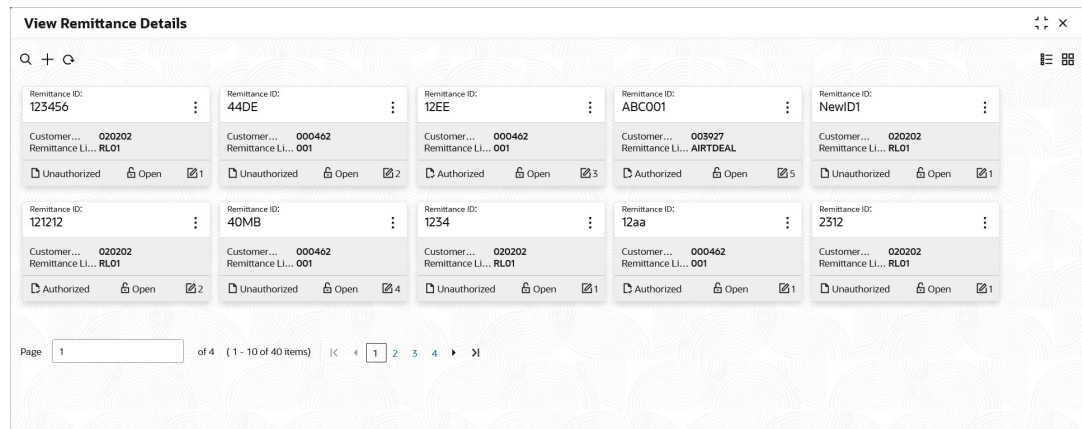 View Remittance Details
Remittance ID: Remittance ID: Remittance ID: Remittance ID: Remittance ID:
123456 44DE 12EE ABC001 NewID1
Customer... 020202 Customer... 000462 Customer... 000462 Customer... 003927 Customer... 020202
Remittance Li... RL01 Remittance Li... 001 Remittance Li... 001 Remittance Li... AIRTDEAL Remittance Li... RL01
Unauthorized Open 1 Unauthorized Open 2 Authorized Open 3 Authorized Open 5 Unauthorized Open 1
Remittance ID: Remittance ID: Remittance ID: Remittance ID: Remittance ID:
121212 40MB 1234 12aa 2312
Customer... 020202 Customer... 000462 Customer... 020202 Customer... 000462 Customer... 020202
Remittance Li... RL01 Remittance Li... 001 Remittance Li... RL01 Remittance Li... 001 Remittance Li... RL01
Authorized Open 2 Unauthorized Open 4 Unauthorized Open 1 Authorized Open 1 Unauthorized Open 1
Page 1 of 4 (1 - 10 of 40 items) 1 2 3 4